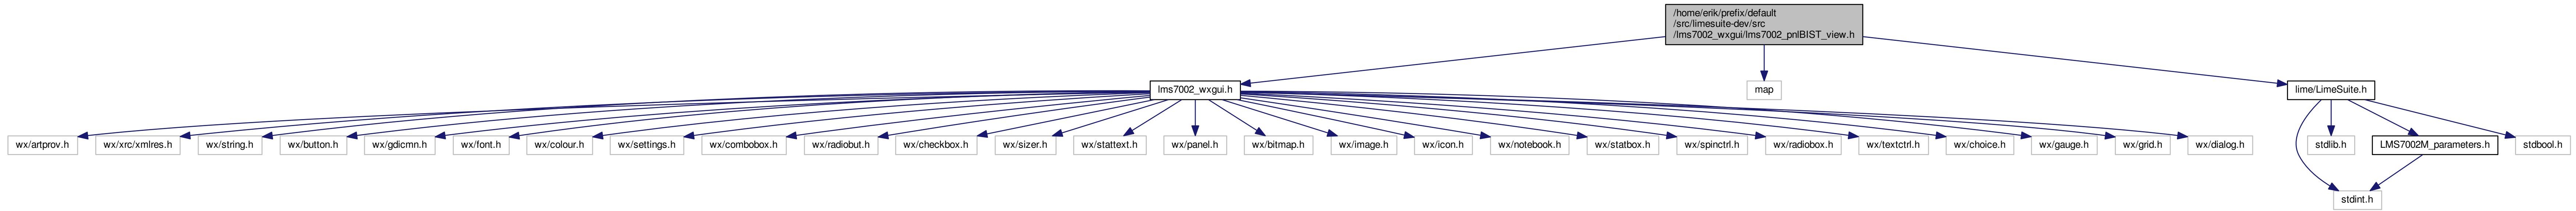 /home/erik/prefix/default
/src/limesuite-dev/src
/lms7002_wxgui/lms7002_pnlBIST_view.h
lms7002_wxgui.h
map
lime/LimeSuite.h
wx/artprov.h
wx/xrc/xmlres.h
wx/string.h
wx/button.h
wx/gdicmn.h
wx/font.h
wx/colour.h
wx/settings.h
wx/combobox.h
wx/radiobut.h
wx/checkbox.h
wx/sizer.h
wx/stattext.h
wx/panel.h
wx/bitmap.h
wx/image.h
wx/icon.h
wx/notebook.h
wx/statbox.h
wx/spinctrl.h
wx/radiobox.h
wx/textctrl.h
wx/choice.h
wx/gauge.h
wx/grid.h
wx/dialog.h
stdlib.h
LMS7002M_parameters.h
stdbool.h
stdint.h